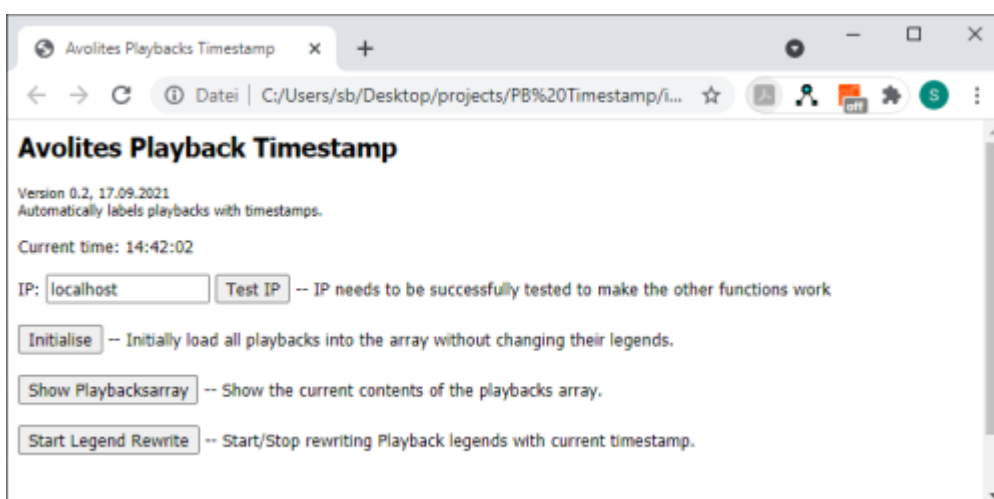 Avolites Playbacks Timestamp
Datei | C:/Users/sb/Desktop/projects/PB%20Timestamp/i...
off
S
Avolites Playback Timestamp
Version 0.2, 17.09.2021
Automatically labels playbacks with timestamps.
Current time: 14:42:02
IP: localhost Test IP -- IP needs to be successfully tested to make the other functions work
Initialise -- Initially load all playbacks into the array without changing their legends.
Show Playbacksarray -- Show the current contents of the playbacks array.
Start Legend Rewrite -- Start/Stop rewriting Playback legends with current timestamp.